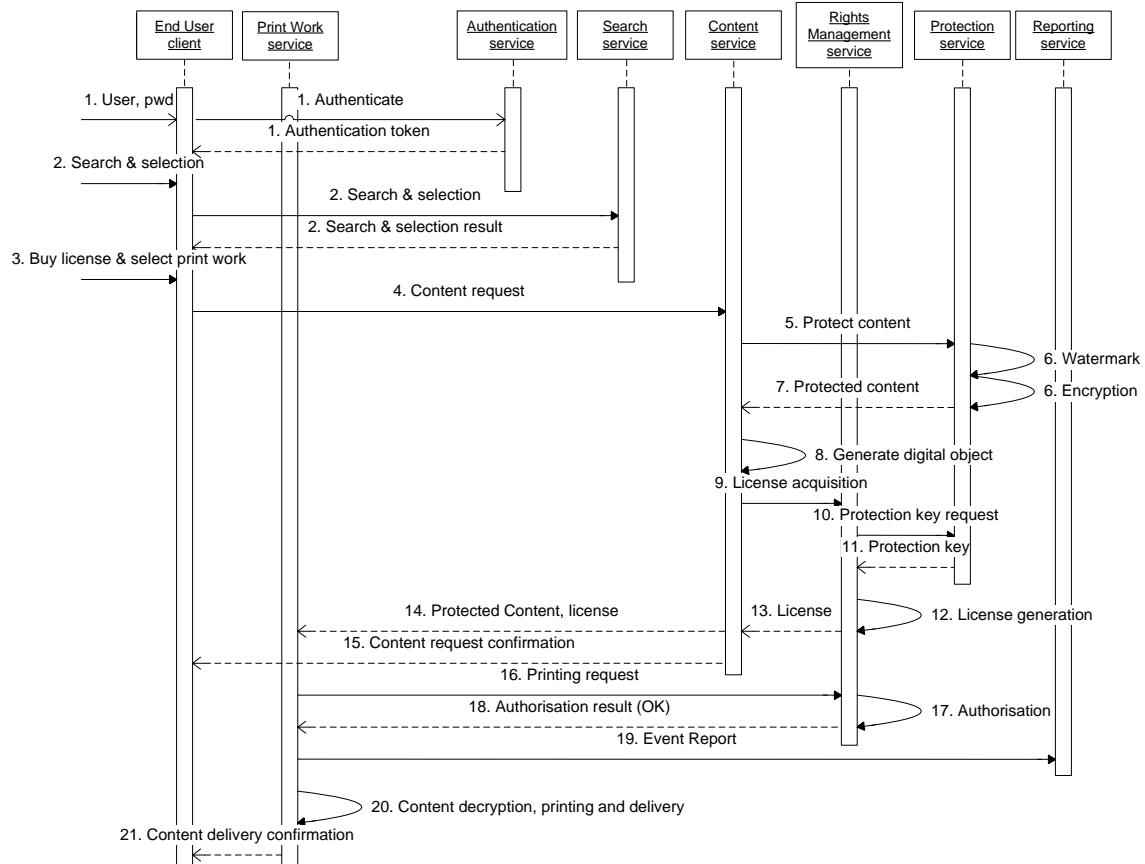 End User
client
Print Work
service
Authentication
service
Search
service
Content
service
Rights
Management
service
Protection
service
Reporting
service
1. User, pwd
1. Authenticate
1. Authentication token
2. Search & selection
2. Search & selection
2. Search & selection result
3. Buy license & select print work
4. Content request
5. Protect content
6. Watermark
7. Protected content
6. Encryption
8. Generate digital object
9. License acquisition
10. Protection key request
11. Protection key
14. Protected Content, license
13. License
12. License generation
15. Content request confirmation
16. Printing request
18. Authorisation result (OK)
17. Authorisation
19. Event Report
20. Content decryption, printing and delivery
21. Content delivery confirmation